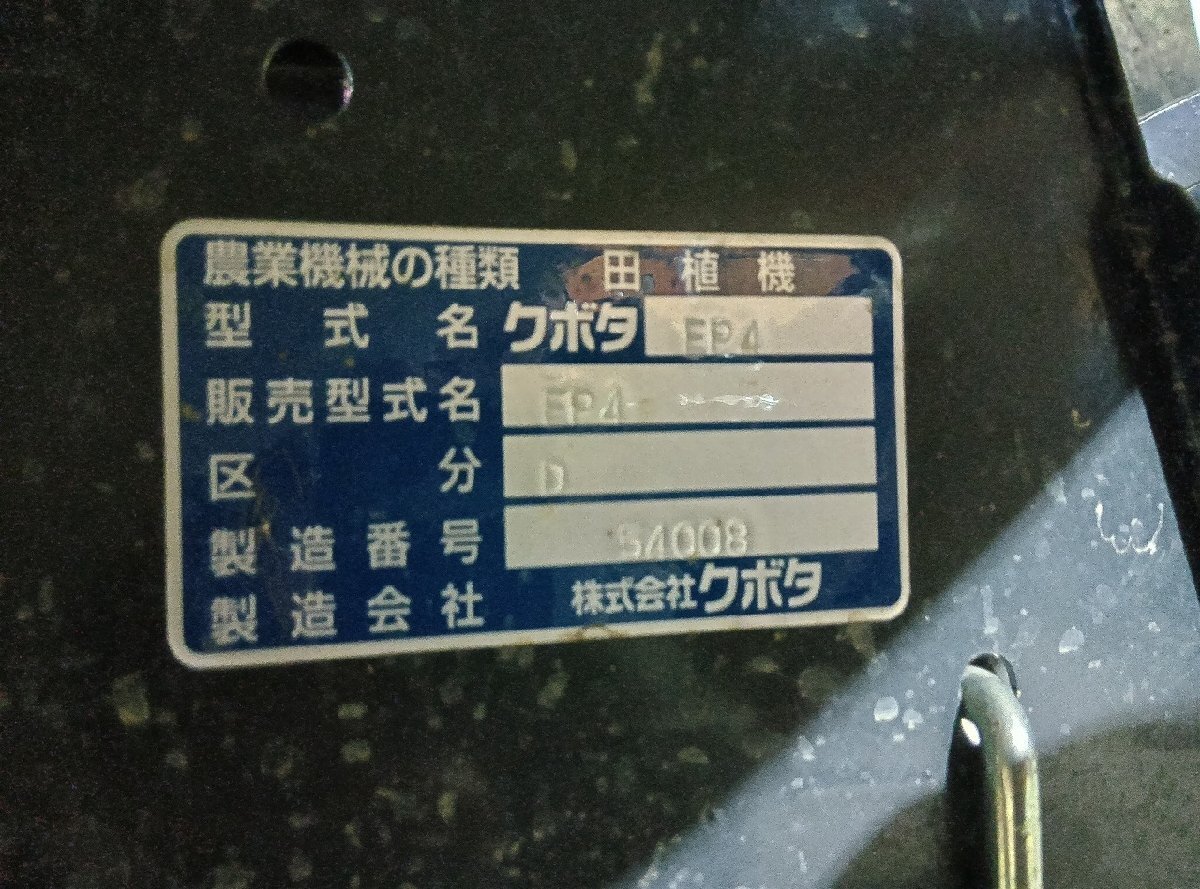 農業機械の種類 田植機
型式名 クボタ EP4
販売型式名 EP4
区分 D
製造番号 54008
製造会社 株式会社クボタ